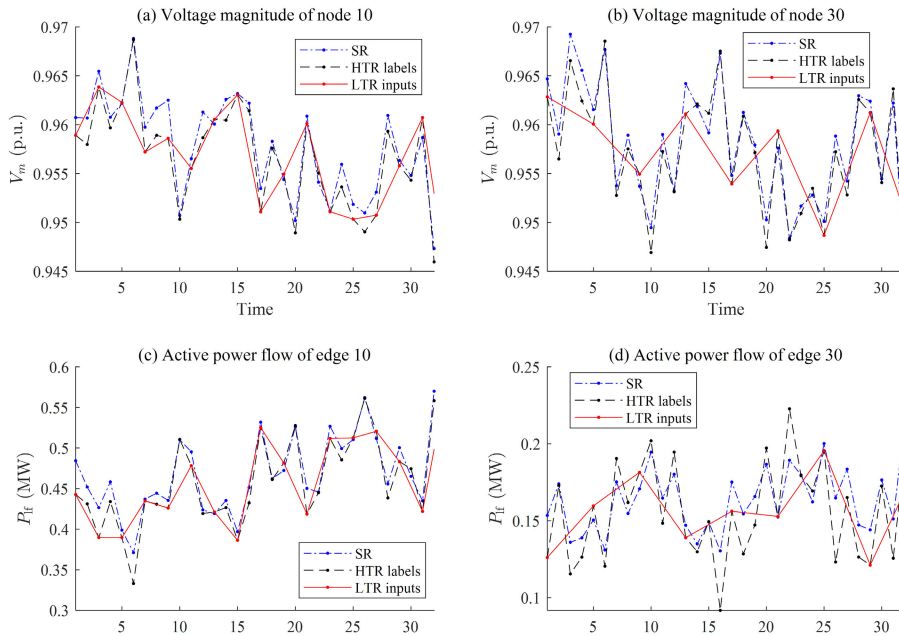 (a) Voltage magnitude of node 10
0.97
0.965
0.96
0.955
0.95
0.945
V_m (p.u.)
SR
HTR labels
LTR inputs
5 10 15 20 25 30
Time
(b) Voltage magnitude of node 30
0.97
0.965
0.96
0.955
0.95
0.945
V_m (p.u.)
SR
HTR labels
LTR inputs
5 10 15 20 25 30
Time
(c) Active power flow of edge 10
0.6
0.55
0.5
0.45
0.4
0.35
0.3
P_lf (MW)
SR
HTR labels
LTR inputs
5 10 15 20 25 30
(d) Active power flow of edge 30
0.25
0.2
0.15
0.1
P_lf (MW)
SR
HTR labels
LTR inputs
5 10 15 20 25 30